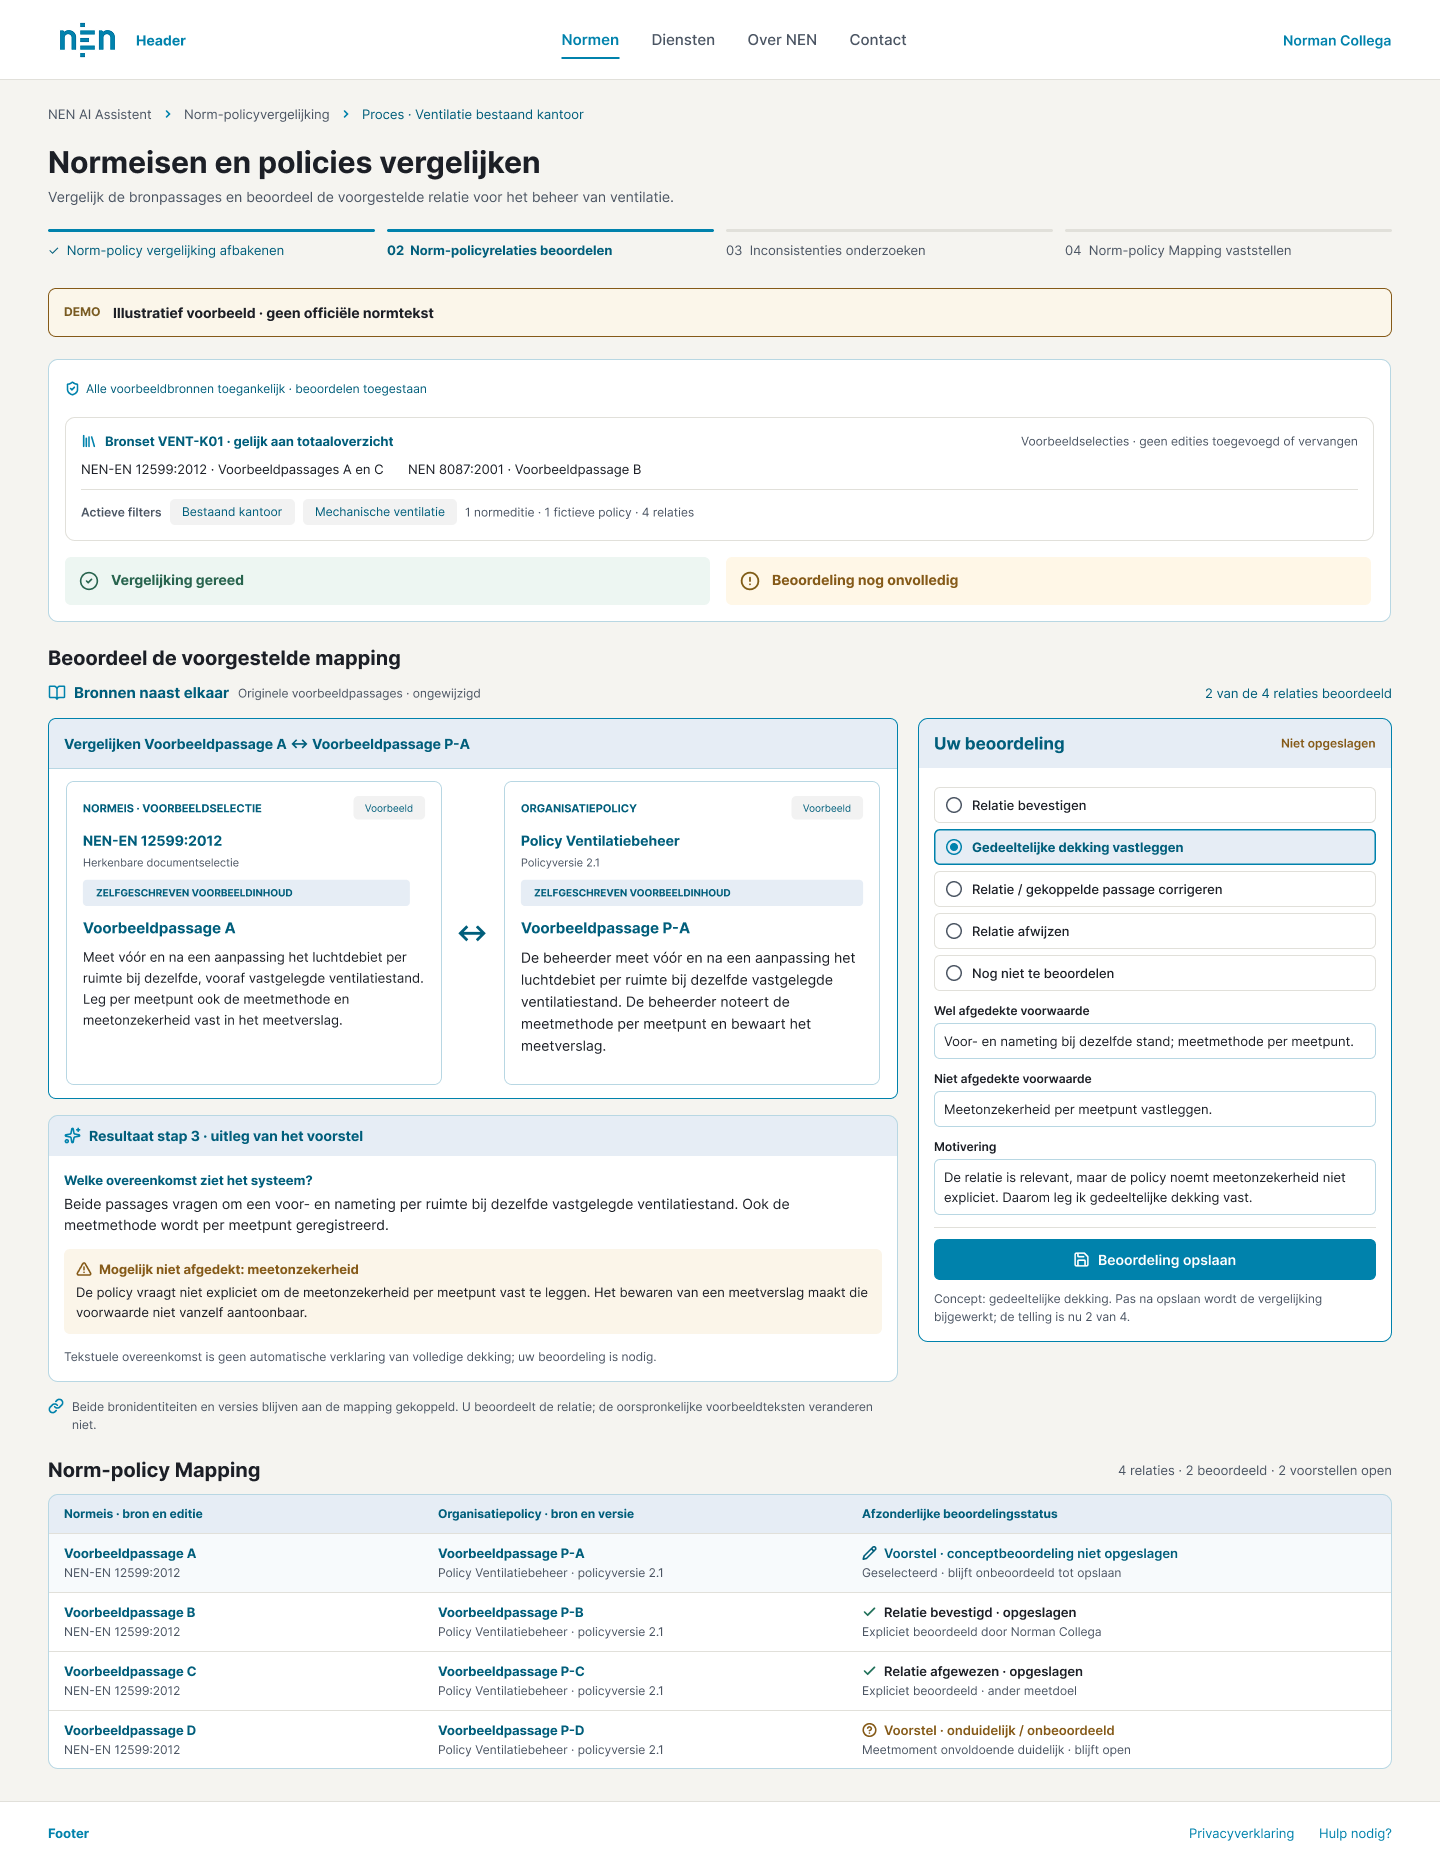 nen
Header
Normen
Diensten
Over NEN
Contact
Norman Collega
NEN AI Assistent
Norm-policyvergelijking
Proces · Ventilatie bestaand kantoor
Normeisen en policies vergelijken
Vergelijk de bronpassages en beoordeel de voorgestelde relatie voor het beheer van ventilatie.
Norm-policy vergelijking afbakenen
02 Norm-policyrelaties beoordelen
03 Inconsistenties onderzoeken
04 Norm-policy Mapping vaststellen
DEMO Illustratief voorbeeld · geen officiële normtekst
Alle voorbeeldbronnen toegankelijk · beoordelen toegestaan
Bronset VENT-K01 · gelijk aan totaaloverzicht
Voorbeeldselecties · geen edities toegevoegd of vervangen
NEN-EN 12599:2012 · Voorbeeldpassages A en C
NEN 8087:2001 · Voorbeeldpassage B
Actieve filters
Bestaand kantoor
Mechanische ventilatie
1 normeditie · 1 fictieve policy · 4 relaties
Vergelijking gereed
Beoordeling nog onvolledig
Beoordeel de voorgestelde mapping
Bronnen naast elkaar
Originele voorbeeldpassages · ongewijzigd
2 van de 4 relaties beoordeeld
Vergelijken Voorbeeldpassage A ↔ Voorbeeldpassage P-A
NORMEIS · VOORBEELDSELECTIE
Voorbeeld
NEN-EN 12599:2012
Herkenbare documentselectie
ZELFGESCHREVEN VOORBEELDINHOUD
Voorbeeldpassage A
Meet vóór en na een aanpassing het luchtdebiet per
ruimte bij dezelfde, vooraf vastgelegde ventilatiestand.
Leg per meetpunt ook de meetmethode en
meetonzekerheid vast in het meetverslag.
ORGANISATIEPOLICY
Voorbeeld
Policy Ventilatiebeheer
Policyversie 2.1
ZELFGESCHREVEN VOORBEELDINHOUD
Voorbeeldpassage P-A
De beheerder meet vóór en na een aanpassing het
luchtdebiet per ruimte bij dezelfde vastgelegde
ventilatiestand. De beheerder noteert de
meetmethode per meetpunt en bewaart het
meetverslag.
Uw beoordeling
Niet opgeslagen
Relatie bevestigen
Gedeeltelijke dekking vastleggen
Relatie / gekoppelde passage corrigeren
Relatie afwijzen
Nog niet te beoordelen
Wel afgedekte voorwaarde
Voor- en nameting bij dezelfde stand; meetmethode per meetpunt.
Niet afgedekte voorwaarde
Meetonzekerheid per meetpunt vastleggen.
Motivering
De relatie is relevant, maar de policy noemt meetonzekerheid niet
expliciet. Daarom leg ik gedeeltelijke dekking vast.
Beoordeling opslaan
Concept: gedeeltelijke dekking. Pas na opslaan wordt de vergelijking
bijgewerkt; de telling is nu 2 van 4.
Resultaat stap 3 · uitleg van het voorstel
Welke overeenkomst ziet het systeem?
Beide passages vragen om een voor- en nameting per ruimte bij dezelfde vastgelegde ventilatiestand. Ook de
meetmethode wordt per meetpunt geregistreerd.
Mogelijk niet afgedekt: meetonzekerheid
De policy vraagt niet expliciet om de meetonzekerheid per meetpunt vast te leggen. Het bewaren van een meetverslag maakt die
voorwaarde niet vanzelf aantoonbaar.
Tekstuele overeenkomst is geen automatische verklaring van volledige dekking; uw beoordeling is nodig.
Beide bronidentiteiten en versies blijven aan de mapping gekoppeld. U beoordeelt de relatie; de oorspronkelijke voorbeeldteksten veranderen
niet.
Norm-policy Mapping
4 relaties · 2 beoordeeld · 2 voorstellen open
Normeis · bron en editie
Organisatiepolicy · bron en versie
Afzonderlijke beoordelingsstatus
Voorbeeldpassage A
NEN-EN 12599:2012
Voorbeeldpassage P-A
Policy Ventilatiebeheer · policyversie 2.1
Voorstel · conceptbeoordeling niet opgeslagen
Geselecteerd · blijft onbeoordeeld tot opslaan
Voorbeeldpassage B
NEN-EN 12599:2012
Voorbeeldpassage P-B
Policy Ventilatiebeheer · policyversie 2.1
Relatie bevestigd · opgeslagen
Expliciet beoordeeld door Norman Collega
Voorbeeldpassage C
NEN-EN 12599:2012
Voorbeeldpassage P-C
Policy Ventilatiebeheer · policyversie 2.1
Relatie afgewezen · opgeslagen
Expliciet beoordeeld · ander meetdoel
Voorbeeldpassage D
NEN-EN 12599:2012
Voorbeeldpassage P-D
Policy Ventilatiebeheer · policyversie 2.1
Voorstel · onduidelijk / onbeoordeeld
Meetmoment onvoldoende duidelijk · blijft open
Footer
Privacyverklaring
Hulp nodig?